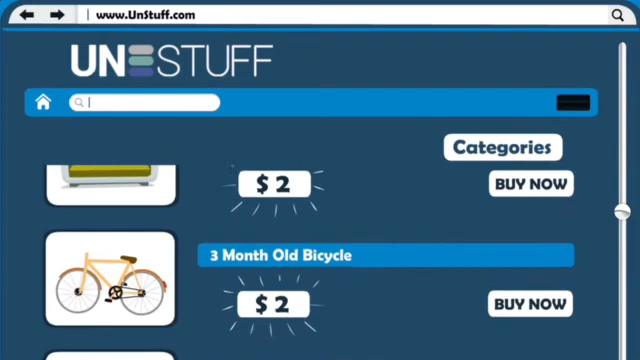 www.UnStuff.com
UNSTUFF
Categories
$ 2
BUY NOW
3 Month Old Bicycle
$ 2
BUY NOW